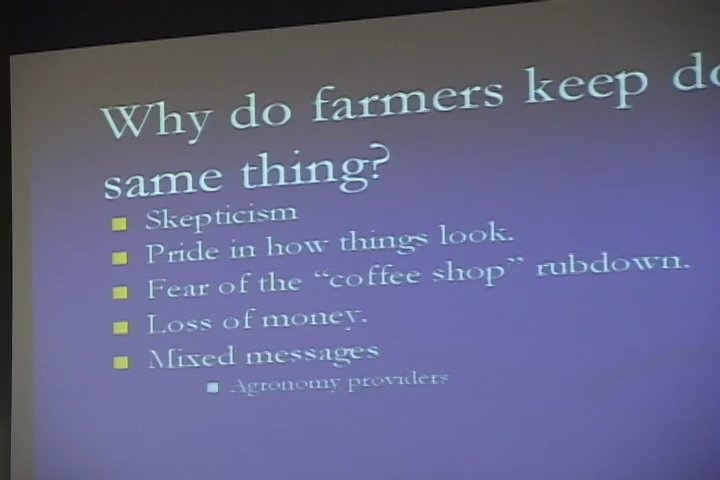 Why do farmers keep do
same thing?
Skepticism
Pride in how things look.
Fear of the “coffee shop” rubdown.
Loss of money.
Mixed messages
Agronomy providers